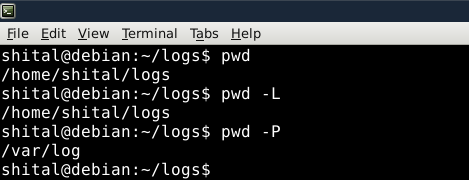 File Edit View Terminal Tabs Help
shital@debian:~/logs$ pwd
/home/shital/logs
shital@debian:~/logs$ pwd -L
/home/shital/logs
shital@debian:~/logs$ pwd -P
/var/log
shital@debian:~/logs$